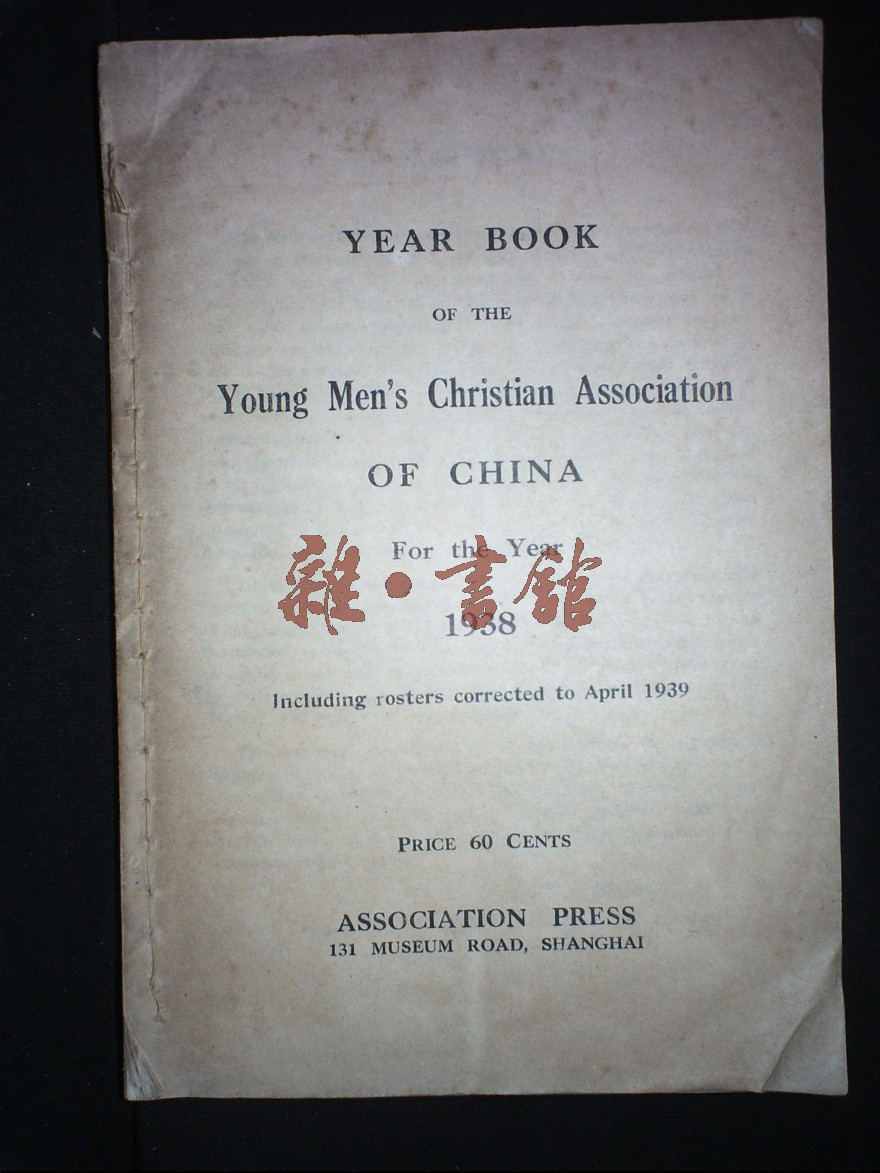 YEAR BOOK
OF THE
Young Men's Christian Association
OF CHINA
For the Year
雜·書舘
1938
Including rosters corrected to April 1939
PRICE 60 CENTS
ASSOCIATION PRESS
131 MUSEUM ROAD, SHANGHAI